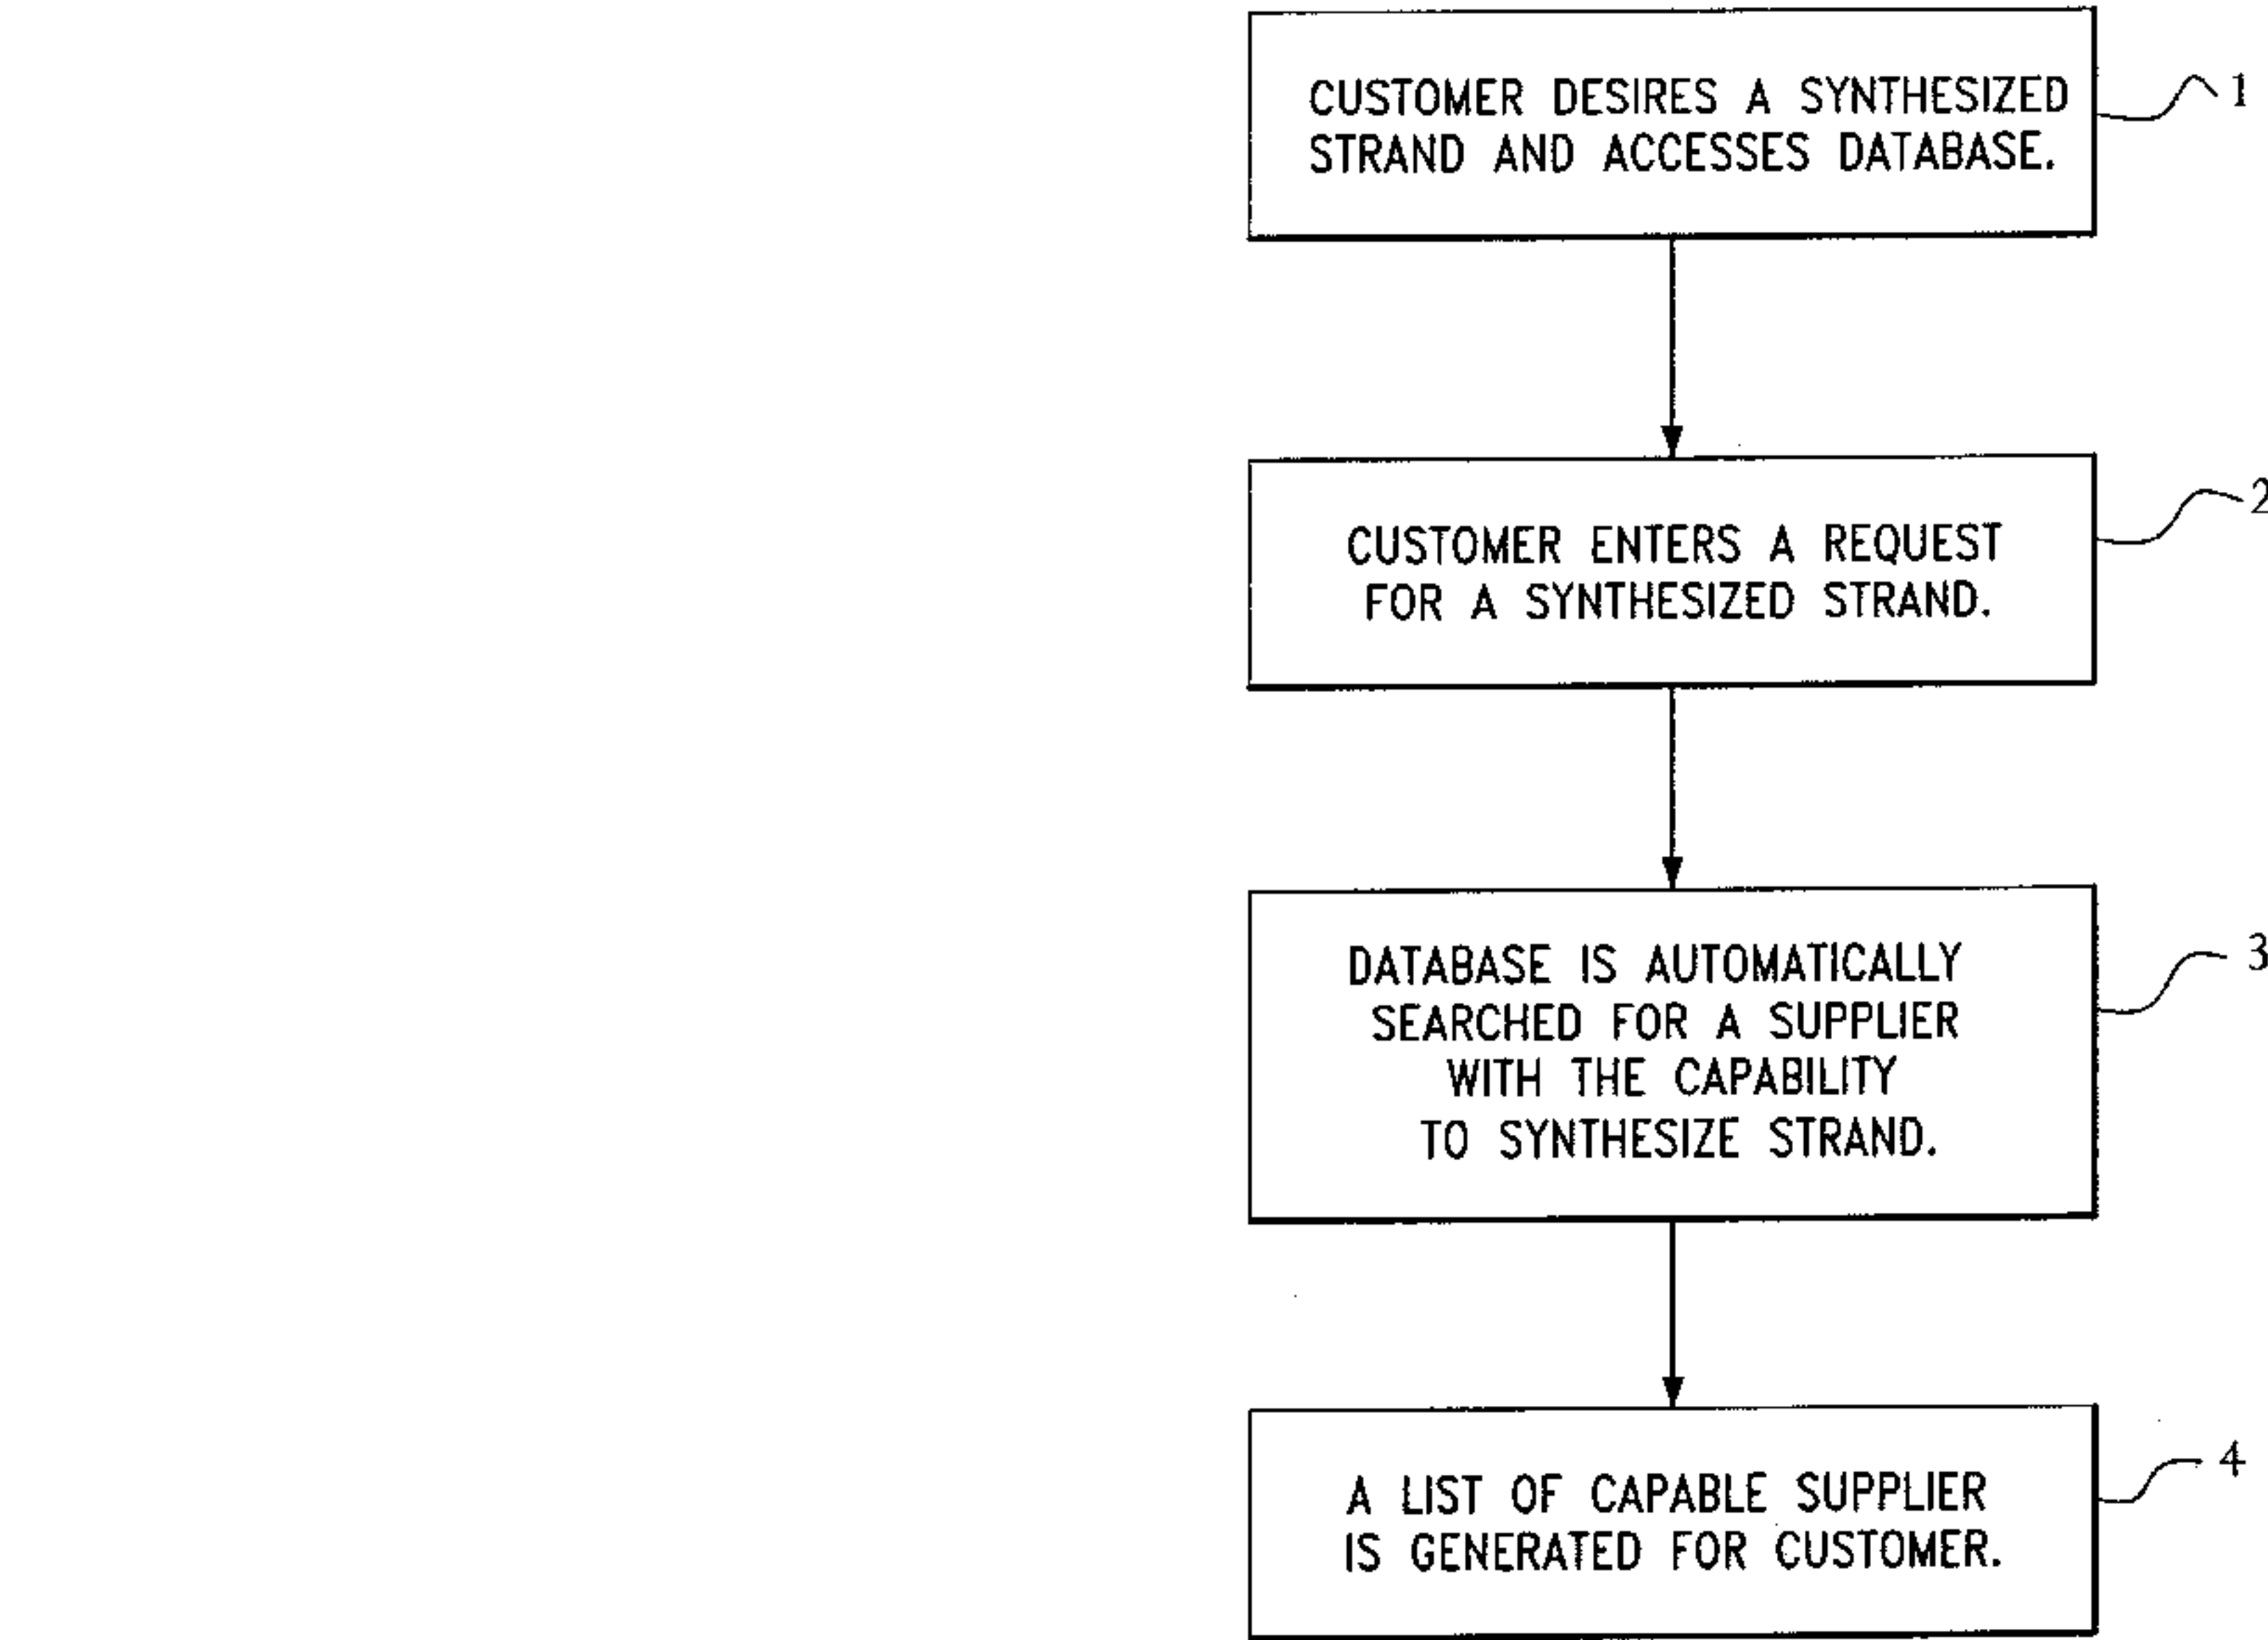 CUSTOMER DESIRES A SYNTHESIZED
STRAND AND ACCESSES DATABASE.
1
CUSTOMER ENTERS A REQUEST
FOR A SYNTHESIZED STRAND.
2
DATABASE IS AUTOMATICALLY
SEARCHED FOR A SUPPLIER
WITH THE CAPABILITY
TO SYNTHESIZE STRAND.
3
A LIST OF CAPABLE SUPPLIER
IS GENERATED FOR CUSTOMER.
4